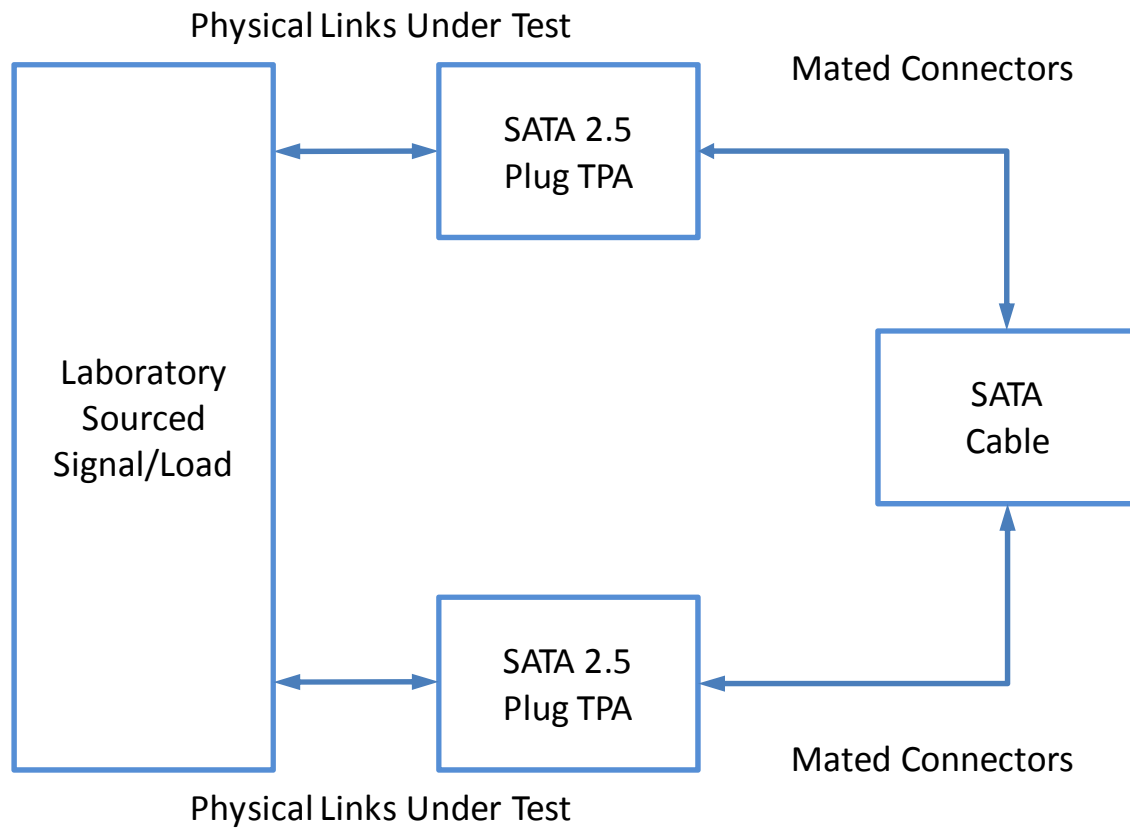 Physical Links Under Test
Mated Connectors
SATA 2.5
Plug TPA
Laboratory
Sourced
Signal/Load
SATA
Cable
SATA 2.5
Plug TPA
Mated Connectors
Physical Links Under Test